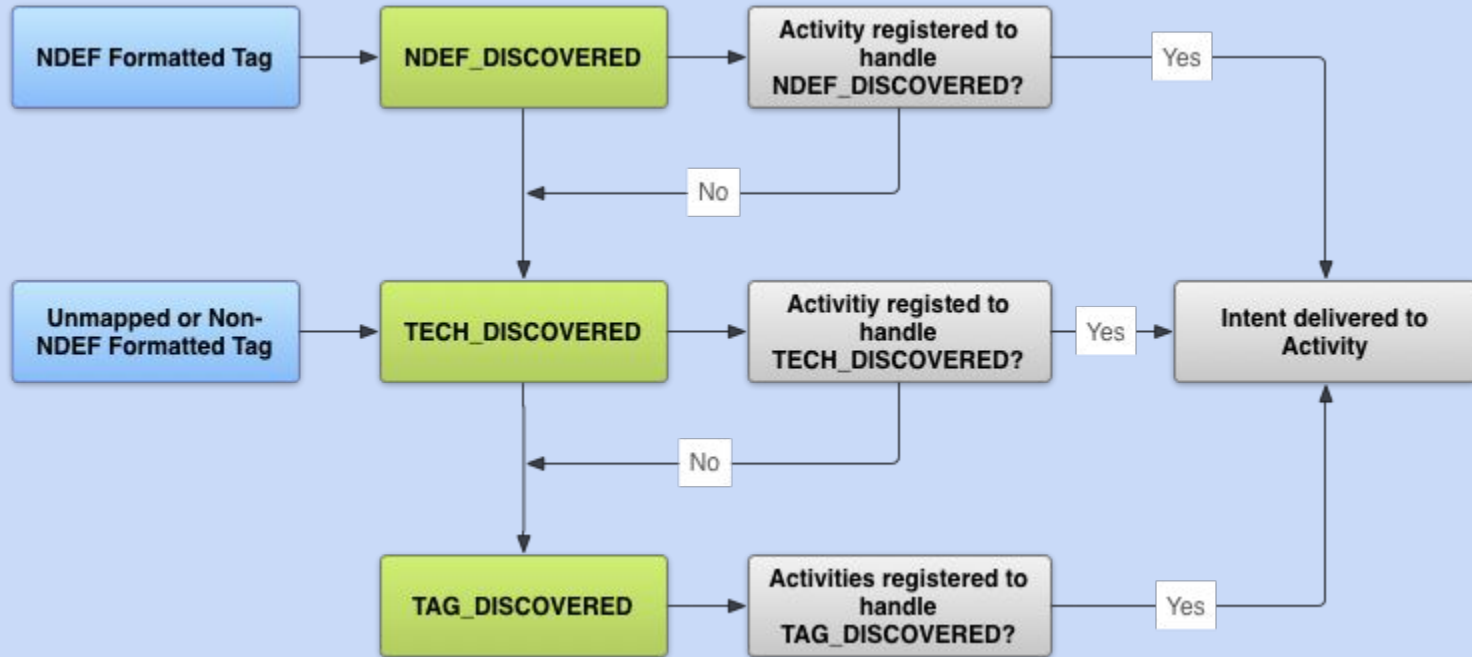 NDEF Formatted Tag
NDEF_DISCOVERED
Activity registered to
handle
NDEF_DISCOVERED?
Yes
No
Unmapped or Non-
NDEF Formatted Tag
TECH_DISCOVERED
Activitiy registed to
handle
TECH_DISCOVERED?
Yes
Intent delivered to
Activity
No
TAG_DISCOVERED
Activities registered to
handle
TAG_DISCOVERED?
Yes